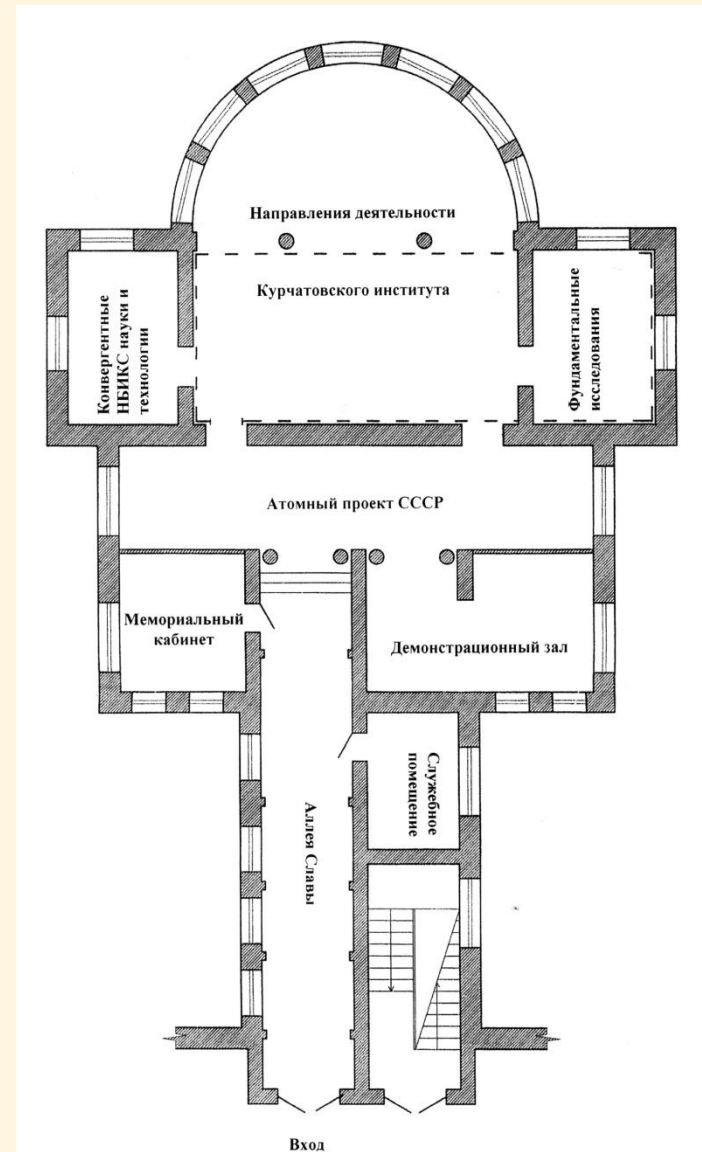 Направления деятельности
Курчатовского института
Конвергентные
НБИКС науки и
технологии
Фундаментальные
исследования
Атомный проект СССР
Мемориальный
кабинет
Демонстрационный зал
Служебное
помещение
Аллея Славы
Вход